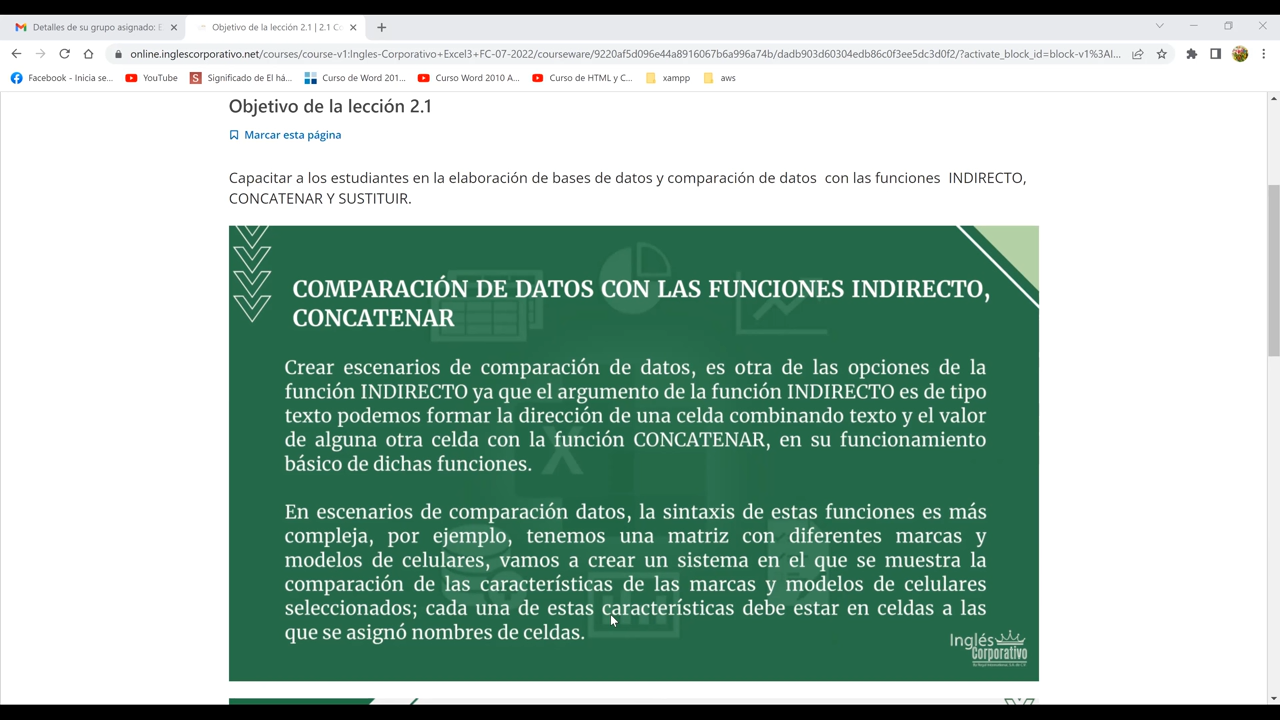 Detalles de su grupo asignado: E
Objetivo de la lección 2.1 | 2.1 Co
online.inglescorporativo.net/courses/course-v1:Ingles-Corporativo+Excel3+FC-07-2022/courseware/9220af5d096e44a8916067b6a996a74b/dadb903d60304edb86c0f3ee5dc3d0f2/?activate_block_id=block-v1%3AI...
Facebook - Inicia se...
YouTube
Significado de El há...
Curso de Word 201...
Curso Word 2010 A...
Curso de HTML y C...
xampp
aws
Objetivo de la lección 2.1
Marcar esta página
Capacitar a los estudiantes en la elaboración de bases de datos y comparación de datos con las funciones INDIRECTO,
CONCATENAR Y SUSTITUIR.
COMPARACIÓN DE DATOS CON LAS FUNCIONES INDIRECTO,
CONCATENAR
Crear escenarios de comparación de datos, es otra de las opciones de la
función INDIRECTO ya que el argumento de la función INDIRECTO es de tipo
texto podemos formar la dirección de una celda combinando texto y el valor
de alguna otra celda con la función CONCATENAR, en su funcionamiento
básico de dichas funciones.
En escenarios de comparación datos, la sintaxis de estas funciones es más
compleja, por ejemplo, tenemos una matriz con diferentes marcas y
modelos de celulares, vamos a crear un sistema en el que se muestra la
comparación de las características de las marcas y modelos de celulares
seleccionados; cada una de estas características debe estar en celdas a las
que se asignó nombres de celdas.
Inglés
Corporativo